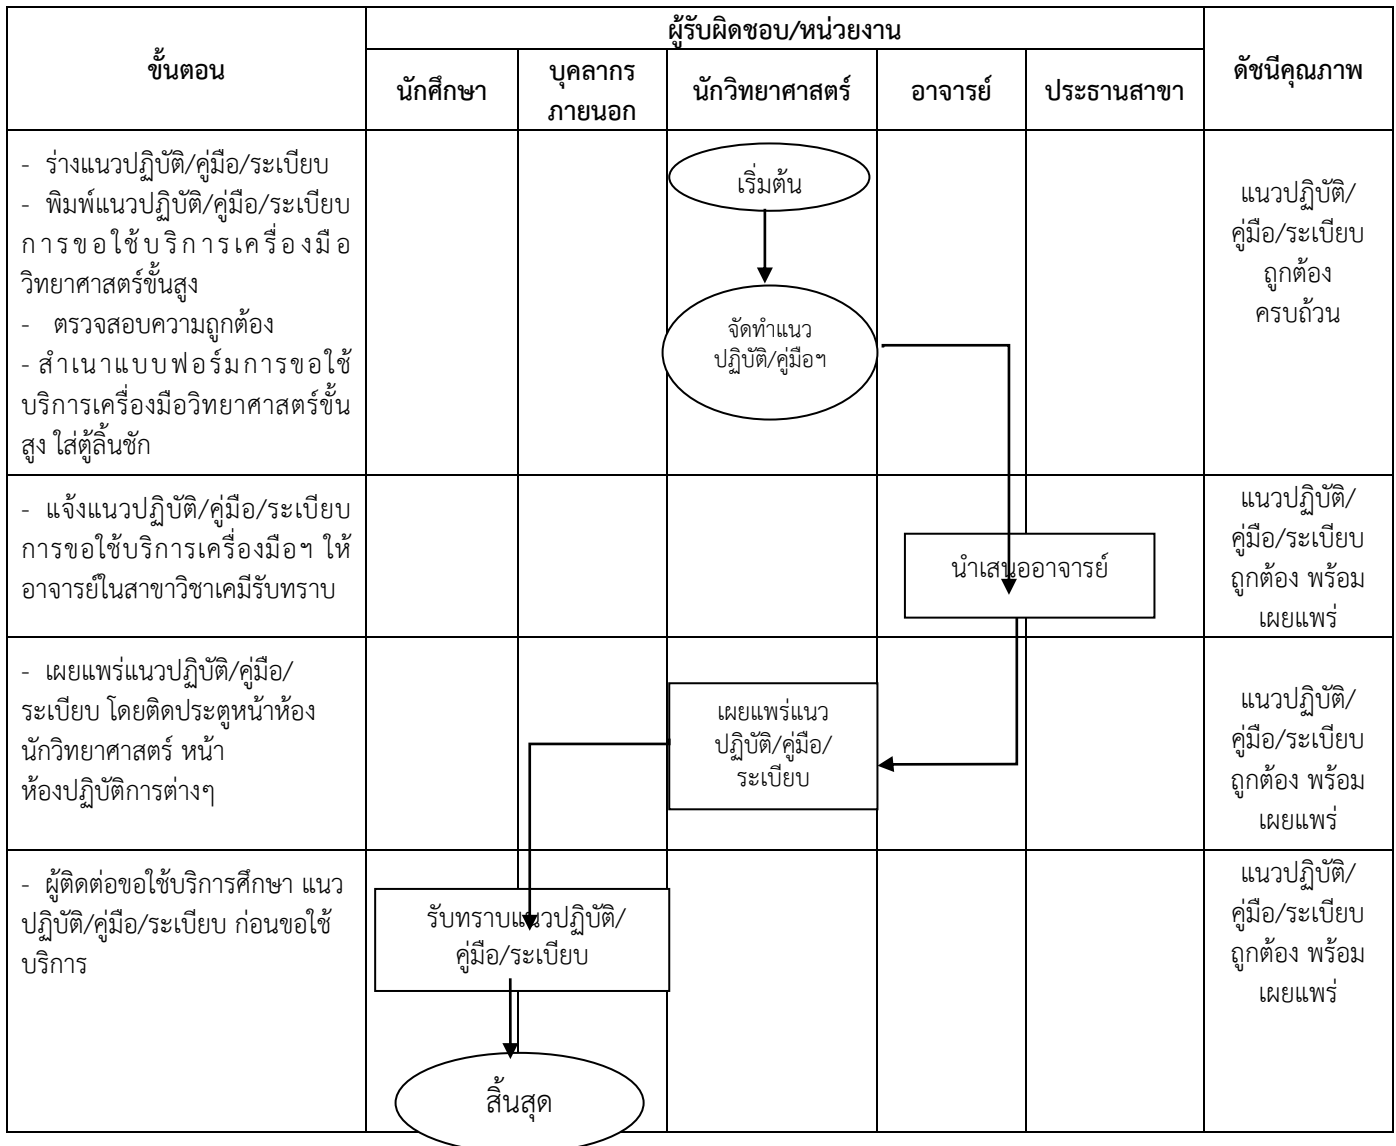 ผู้รับผิดชอบ/หน่วยงาน
ขั้นตอน
ดัชนีคุณภาพ
นักศึกษา
บุคลากร
ภายนอก
นักวิทยาศาสตร์
อาจารย์
ประธานสาขา
- ร่างแนวปฏิบัติ/คู่มือ/ระเบียบ
- พิมพ์แนวปฏิบัติ/คู่มือ/ระเบียบ
การขอใช้บริการเครื่องมือ
วิทยาศาสตร์ขั้นสูง
- ตรวจสอบความถูกต้อง
- สำเนาแบบฟอร์มการขอใช้
บริการเครื่องมือวิทยาศาสตร์ขั้น
สูง ใส่ตู้ลิ้นชัก
เริ่มต้น
จัดทำแนว
ปฏิบัติ/คู่มือฯ
แนวปฏิบัติ/
คู่มือ/ระเบียบ
ถูกต้อง
ครบถ้วน
- แจ้งแนวปฏิบัติ/คู่มือ/ระเบียบ
การขอใช้บริการเครื่องมือฯ ให้
อาจารย์ในสาขาวิชาเคมีรับทราบ
นำเสนออาจารย์
แนวปฏิบัติ/
คู่มือ/ระเบียบ
ถูกต้อง พร้อม
เผยแพร่
- เผยแพร่แนวปฏิบัติ/คู่มือ/
ระเบียบ โดยติดประตูหน้าห้อง
นักวิทยาศาสตร์ หน้า
ห้องปฏิบัติการต่างๆ
เผยแพร่แนว
ปฏิบัติ/คู่มือ/
ระเบียบ
แนวปฏิบัติ/
คู่มือ/ระเบียบ
ถูกต้อง พร้อม
เผยแพร่
- ผู้ติดต่อขอใช้บริการศึกษา แนว
ปฏิบัติ/คู่มือ/ระเบียบ ก่อนขอใช้
บริการ
รับทราบแนวปฏิบัติ/
คู่มือ/ระเบียบ
สิ้นสุด
แนวปฏิบัติ/
คู่มือ/ระเบียบ
ถูกต้อง พร้อม
เผยแพร่